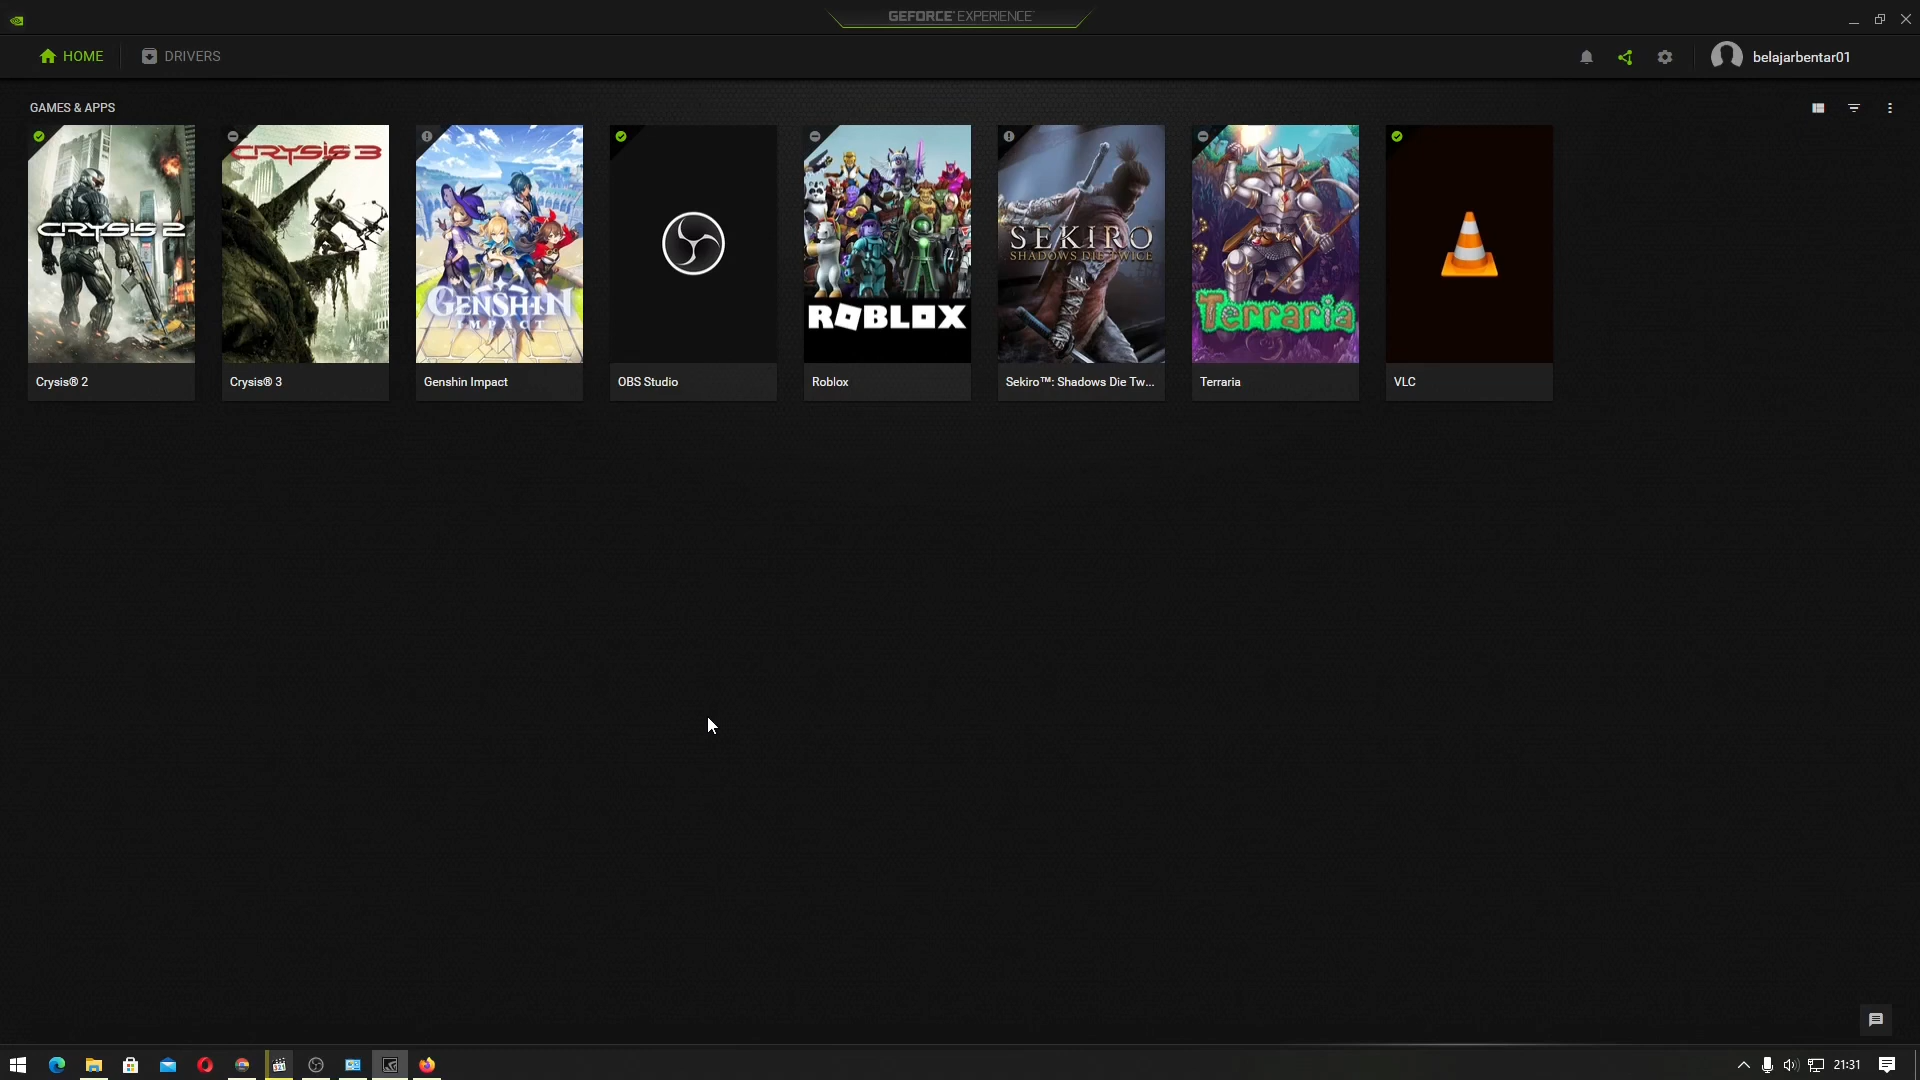 GEFORCE® EXPERIENCE™
HOME
DRIVERS
belajarbentar01
GAMES & APPS
CRYSIS 2
CRYSIS 3
GENSHIN
IMPACT
ROBLOX
SEKIRO
SHADOWS DIE TWICE
Terraria
Crysis® 2
Crysis® 3
Genshin Impact
OBS Studio
Roblox
Sekiro™: Shadows Die Tw...
Terraria
VLC
21:31